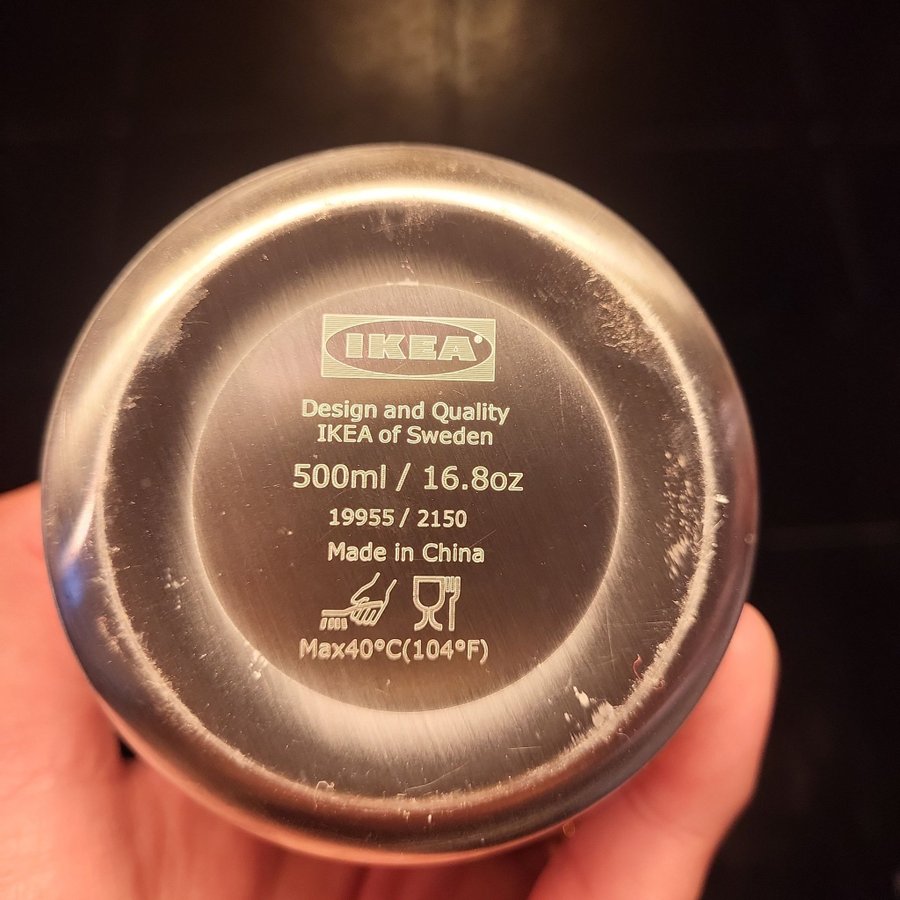 IKEA®
Design and Quality
IKEA of Sweden
500ml / 16.8oz
19955 / 2150
Made in China
Max40°C(104°F)